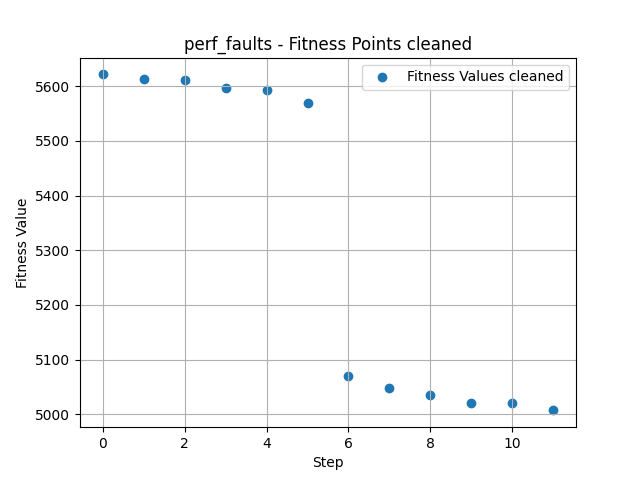 perf_faults - Fitness Points cleaned
Fitness Values cleaned
5600
5500
5400
5300
5200
5100
5000
Fitness Value
0 2 4 6 8 10
Step